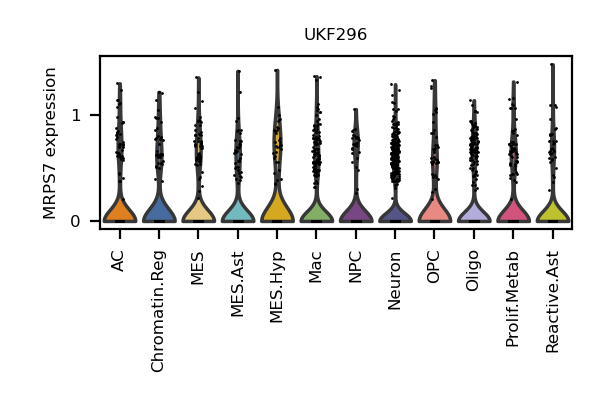 UKF296
MRPS7 expression
1
0
AC
Chromatin.Reg
MES
MES.Ast
MES.Hyp
Mac
NPC
Neuron
OPC
Oligo
Prolif.Metab
Reactive.Ast